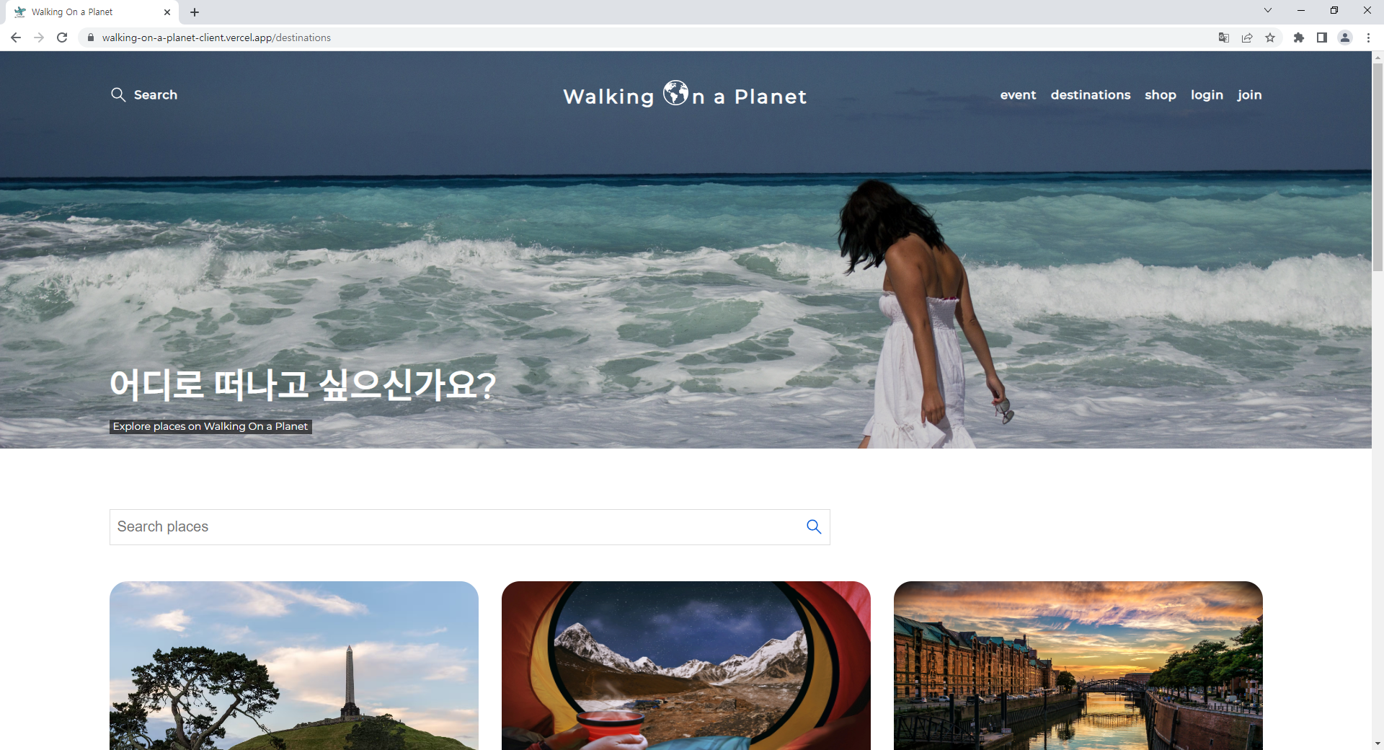 Walking On a Planet
walking-on-a-planet-client.vercel.app/destinations
Search
Walking On a Planet
event destinations shop login join
어디로 떠나고 싶으신가요?
Explore places on Walking On a Planet
Search places